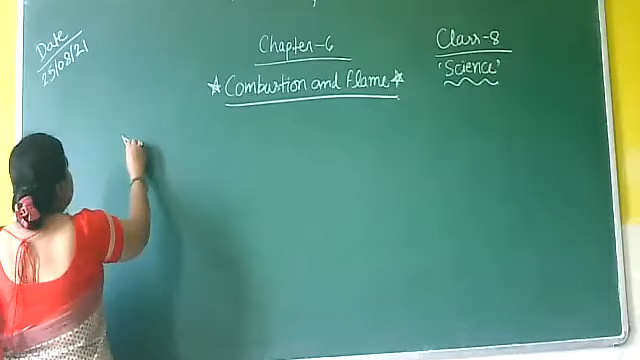 Date
25/08/21
Chapter-6
☆Combustion and flame☆
Class-8
'Science'